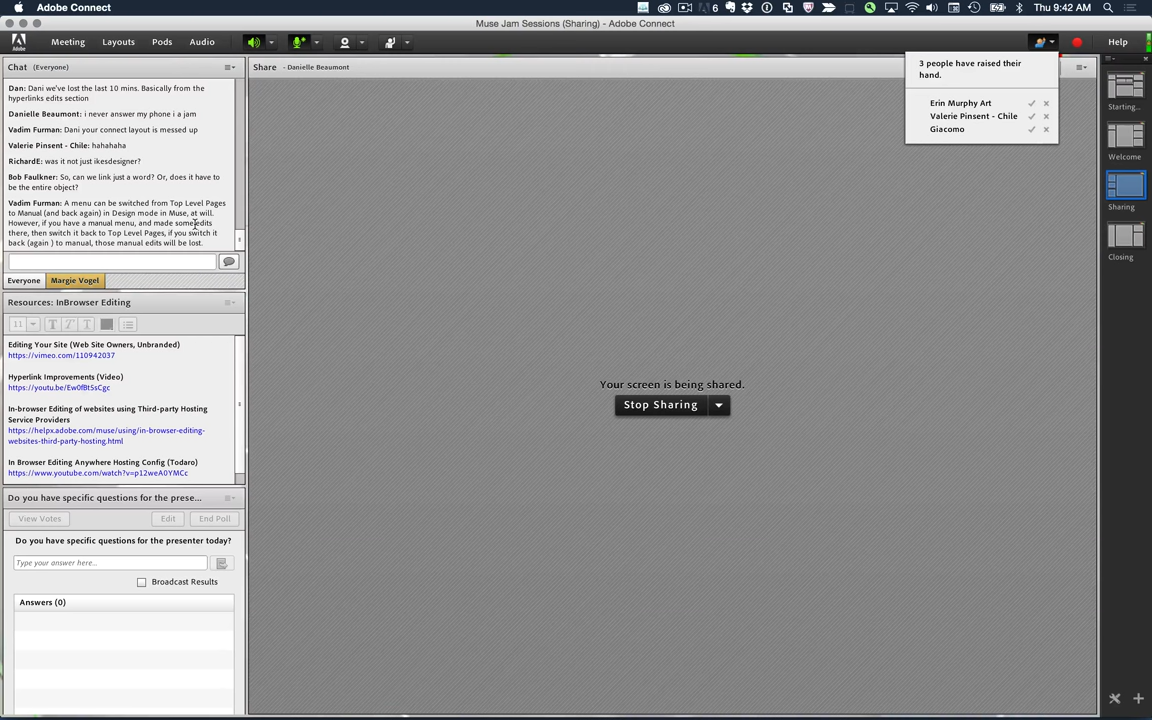 Adobe Connect
6
Thu 9:42 AM
Muse Jam Sessions (Sharing) - Adobe Connect
Adobe
Meeting
Layouts
Pods
Audio
Help
Chat (Everyone)
Dan: Dani we've lost the last 10 mins. Basically from the
hyperlinks edits section
Danielle Beaumont: i never answer my phone i a jam
Vadim Furman: Dani your connect layout is messed up
Valerie Pinsent - Chile: hahahaha
RichardE: was it not just ikesdesigner?
Bob Faulkner: So, can we link just a word? Or, does it have to
be the entire object?
Vadim Furman: A menu can be switched from Top Level Pages
to Manual (and back again) in Design mode in Muse, at will.
However, if you have a manual menu, and made some edits
there, then switch it back to Top Level Pages, if you switch it
back (again ) to manual, those manual edits will be lost.
Everyone
Margie Vogel
Resources: InBrowser Editing
11
T T T
Editing Your Site (Web Site Owners, Unbranded)
https://vimeo.com/110942037
Hyperlink Improvements (Video)
https://youtu.be/Ew0fBtSsCgc
In-browser Editing of websites using Third-party Hosting
Service Providers
https://helpx.adobe.com/muse/using/in-browser-editing-
websites-third-party-hosting.html
In Browser Editing Anywhere Hosting Config (Todaro)
https://www.youtube.com/watch?v=p12weA0YMCc
Do you have specific questions for the prese...
View Votes
Edit
End Poll
Do you have specific questions for the presenter today?
Type your answer here...
Broadcast Results
Answers (0)
Share - Danielle Beaumont
Your screen is being shared.
Stop Sharing
3 people have raised their
hand.
Erin Murphy Art
Valerie Pinsent - Chile
Giacomo
Starting...
Welcome
Sharing
Closing